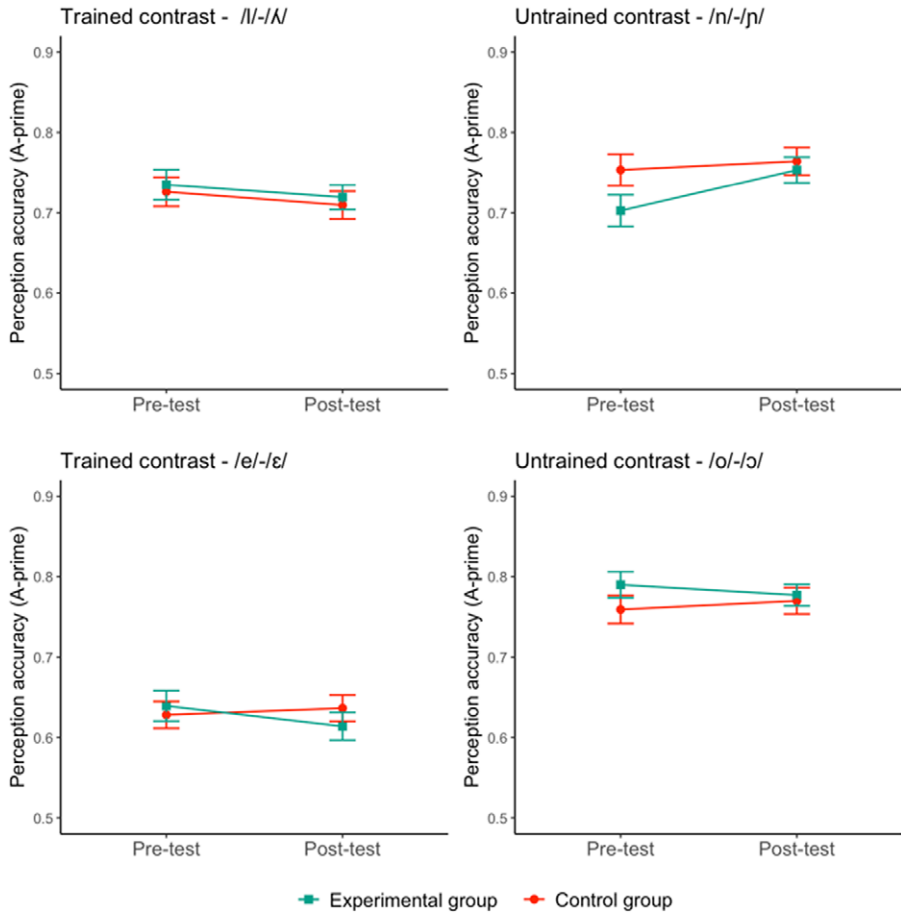 Trained contrast -  /l/-/ʎ/
Perception accuracy (A-prime)
0.9
0.8
0.7
0.6
0.5
Pre-test
Post-test
Untrained contrast - /n/-/ɲ/
Perception accuracy (A-prime)
0.9
0.8
0.7
0.6
0.5
Pre-test
Post-test
Trained contrast - /e/-/ɛ/
Perception accuracy (A-prime)
0.9
0.8
0.7
0.6
0.5
Pre-test
Post-test
Untrained contrast - /o/-/ɔ/
Perception accuracy (A-prime)
0.9
0.8
0.7
0.6
0.5
Pre-test
Post-test
Experimental group
Control group